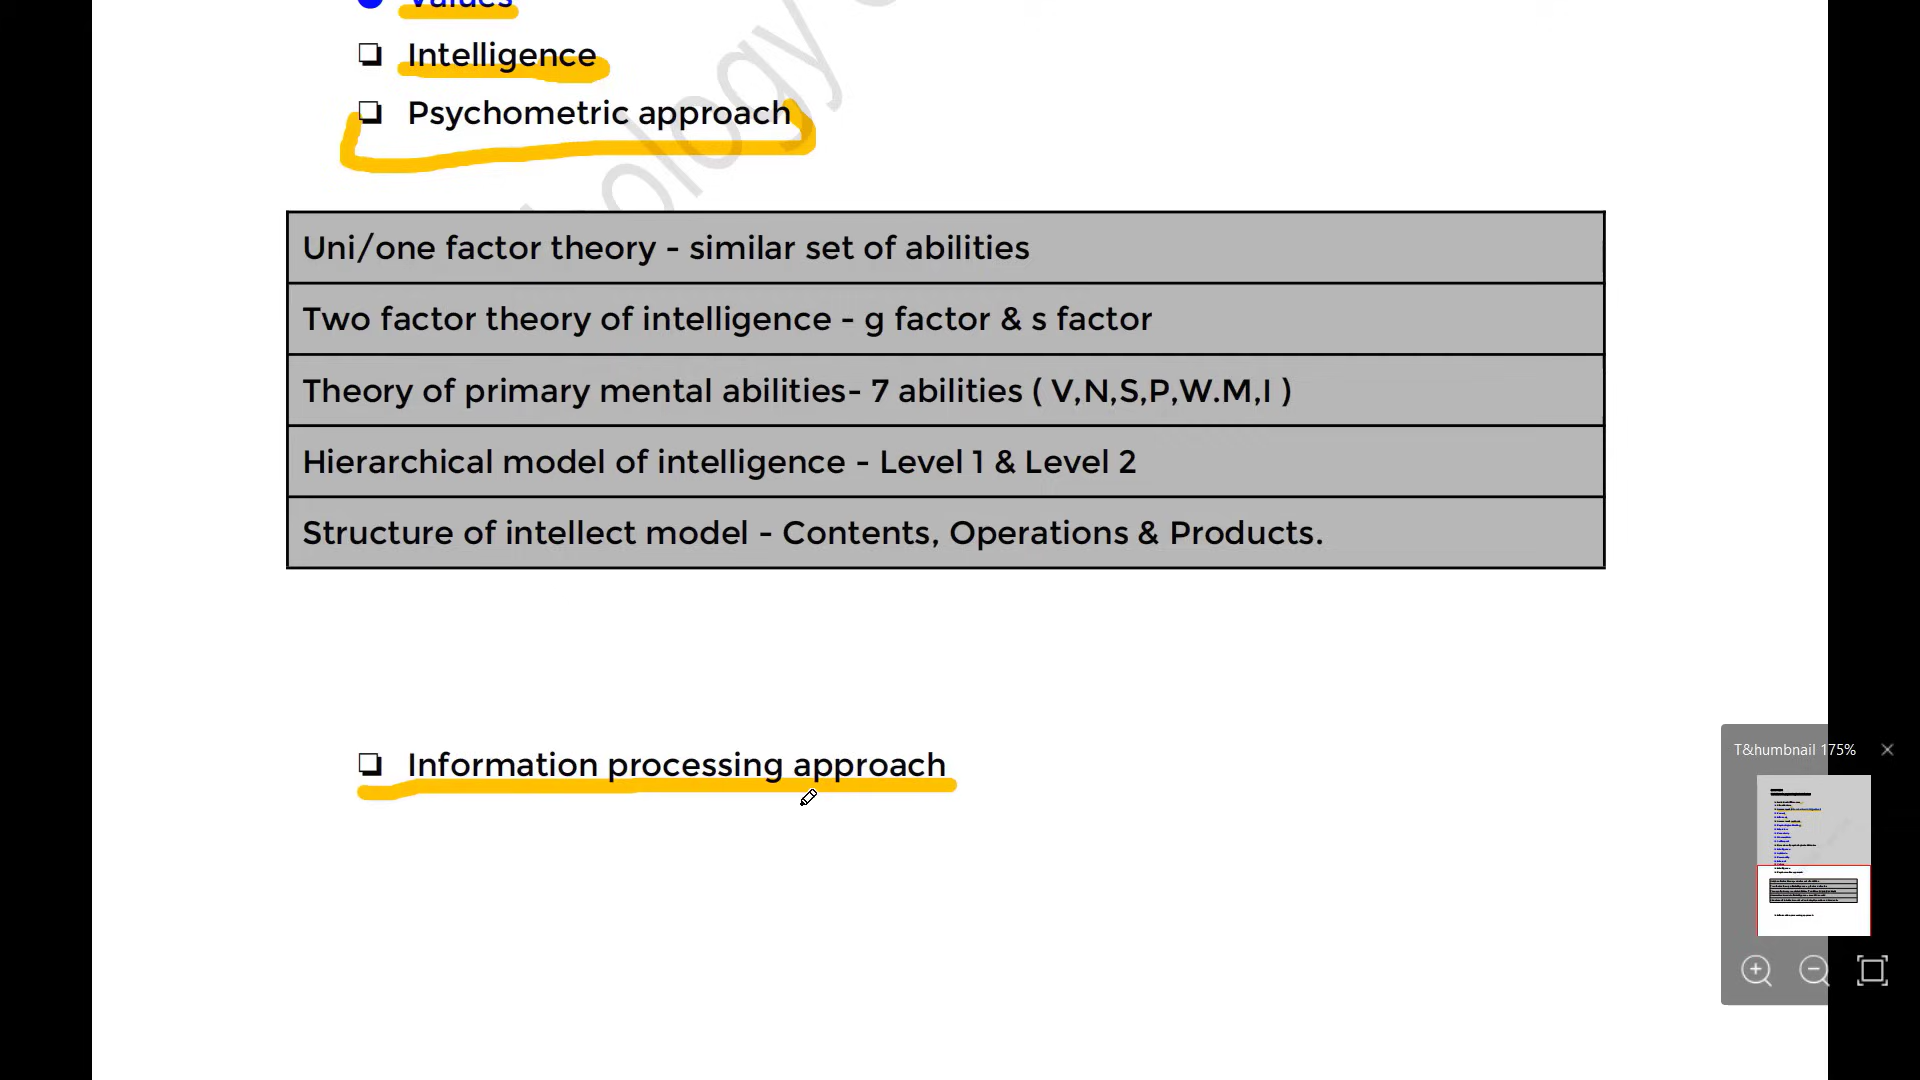 Values
Intelligence
Psychometric approach
ology
Uni/one factor theory - similar set of abilities
Two factor theory of intelligence - g factor & s factor
Theory of primary mental abilities- 7 abilities ( V,N,S,P,W.M,I )
Hierarchical model of intelligence - Level 1 & Level 2
Structure of intellect model - Contents, Operations & Products.
Information processing approach
T&humbnail 175%